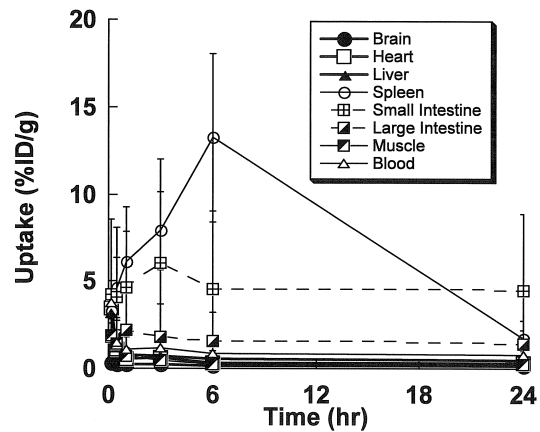 20
15
10
5
0
Uptake (%ID/g)
Brain
Heart
Liver
Spleen
Small Intestine
Large Intestine
Muscle
Blood
0 6 12 18 24
Time (hr)